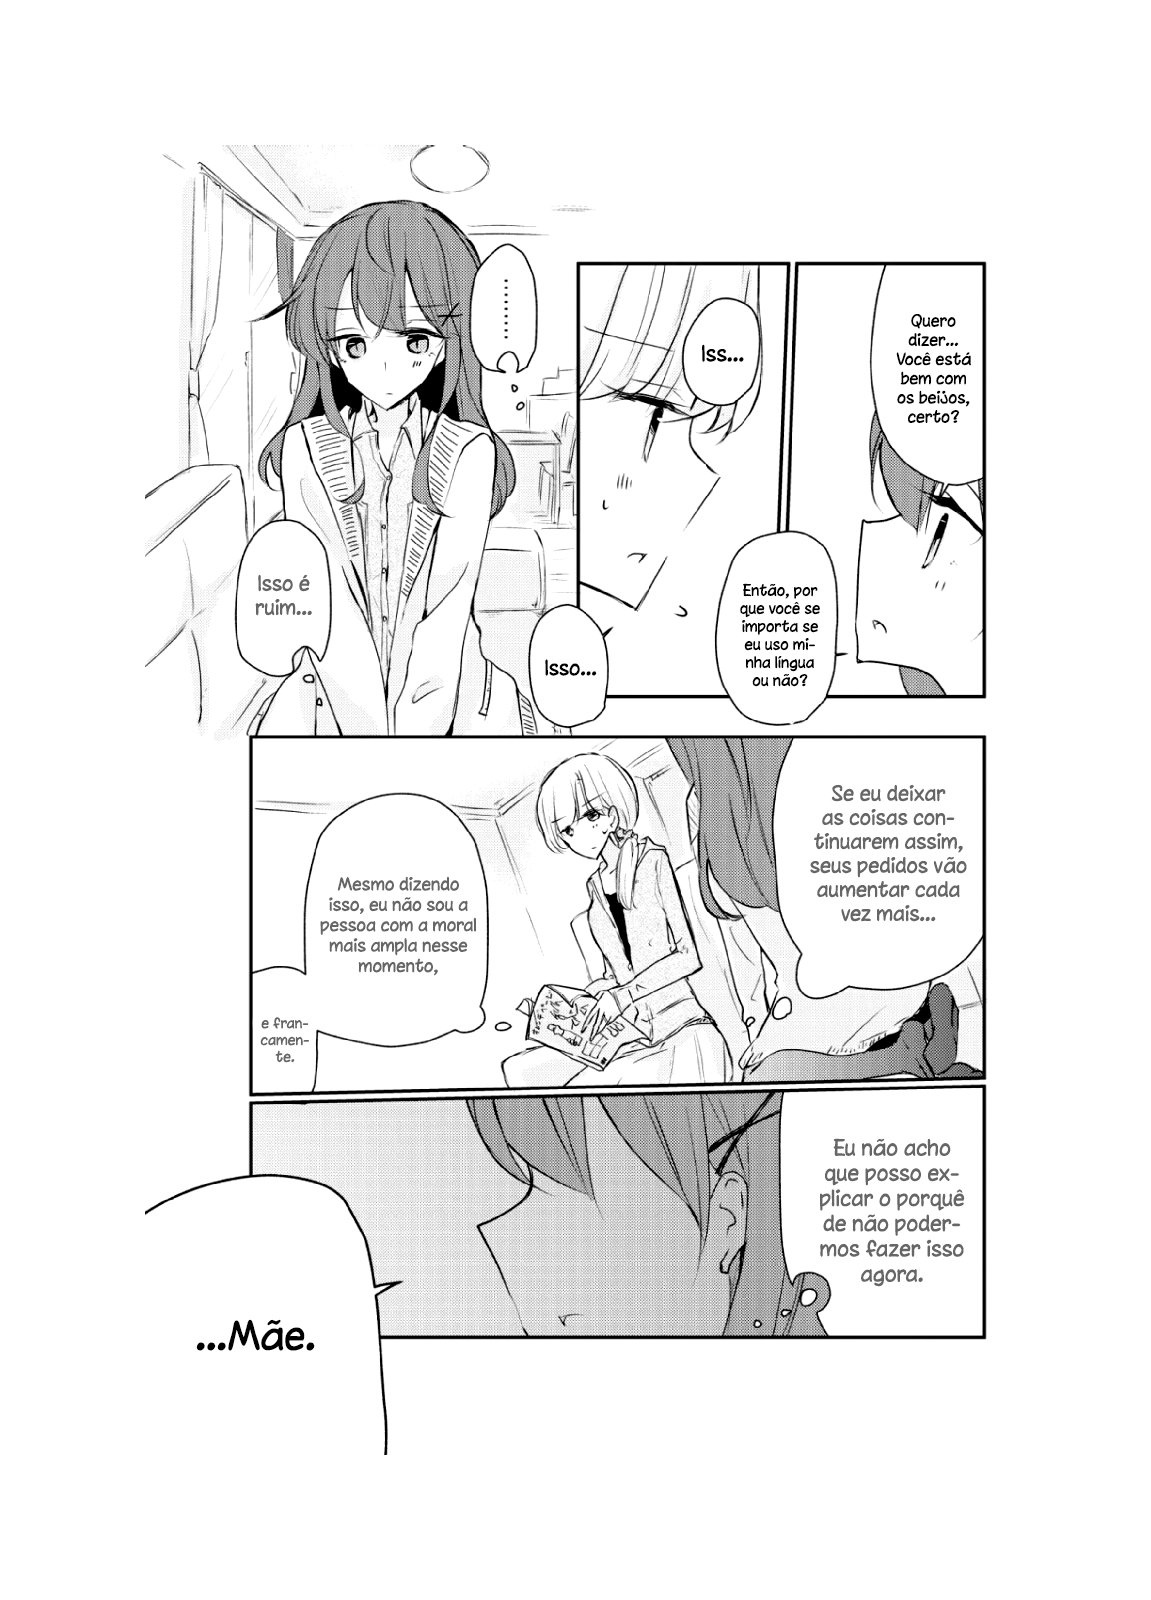 Quero
dizer...
Você está
bem com
os beijos,
certo?
Então, por
que você se
importa se
eu uso mi-
nha língua
ou não?
Iss...
Isso...
..........
Isso é
ruim...
Se eu deixar
as coisas con-
tinuarem assim,
seus pedidos vão
aumentar cada
vez mais...
Mesmo dizendo
isso, eu não sou a
pessoa com a moral
mais ampla nesse
momento,
e fran-
camen-
te.
Eu não acho
que posso ex-
plicar o porquê
de não poder-
mos fazer isso
agora.
...Mãe.